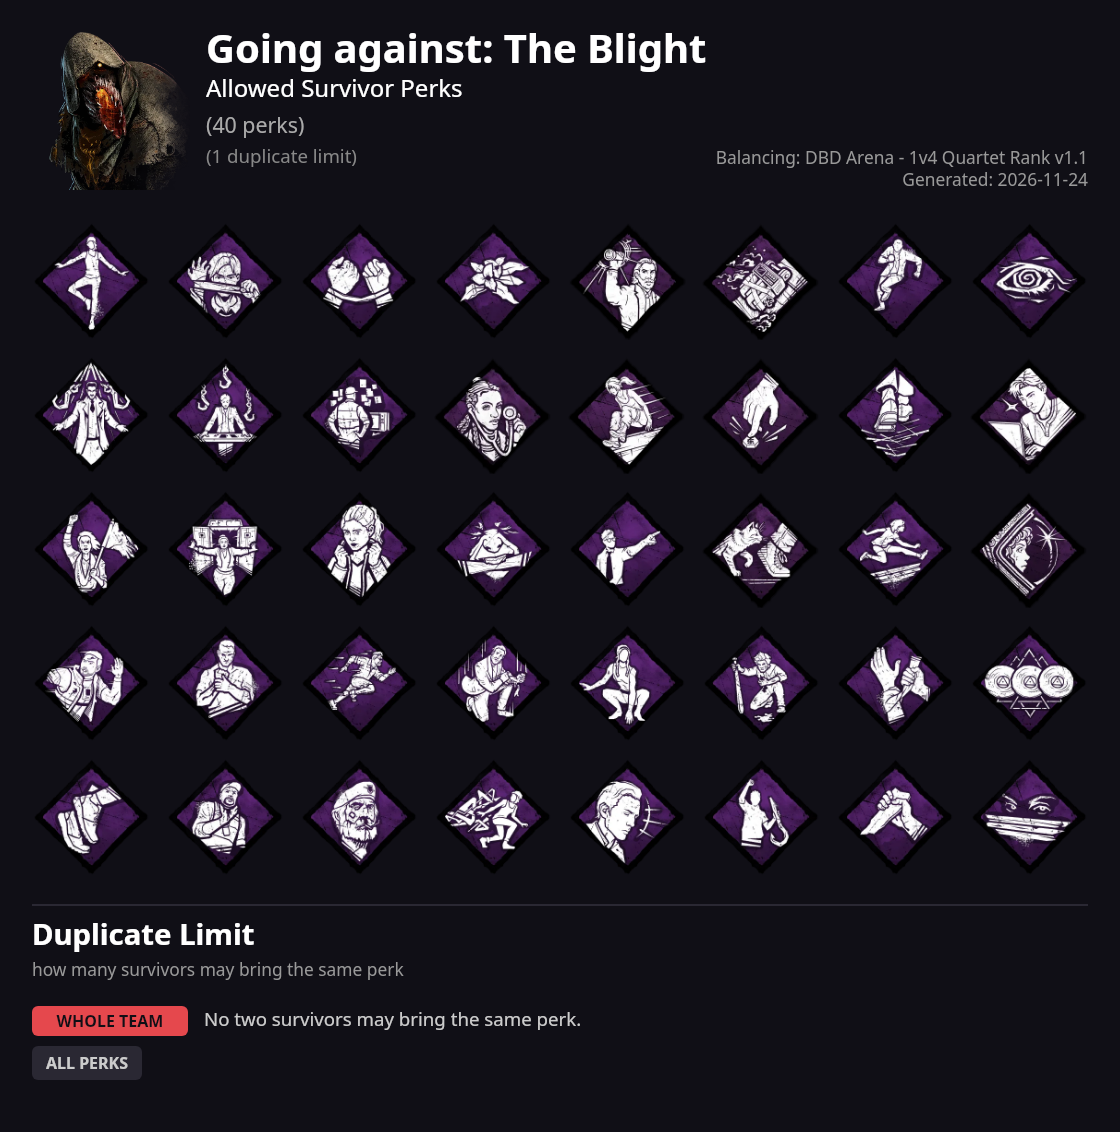 Going against: The Blight
Allowed Survivor Perks
(40 perks)
(1 duplicate limit)
Balancing: DBD Arena - 1v4 Quartet Rank v1.1
Generated: 2026-11-24
Duplicate Limit
how many survivors may bring the same perk
WHOLE TEAM No two survivors may bring the same perk.
ALL PERKS